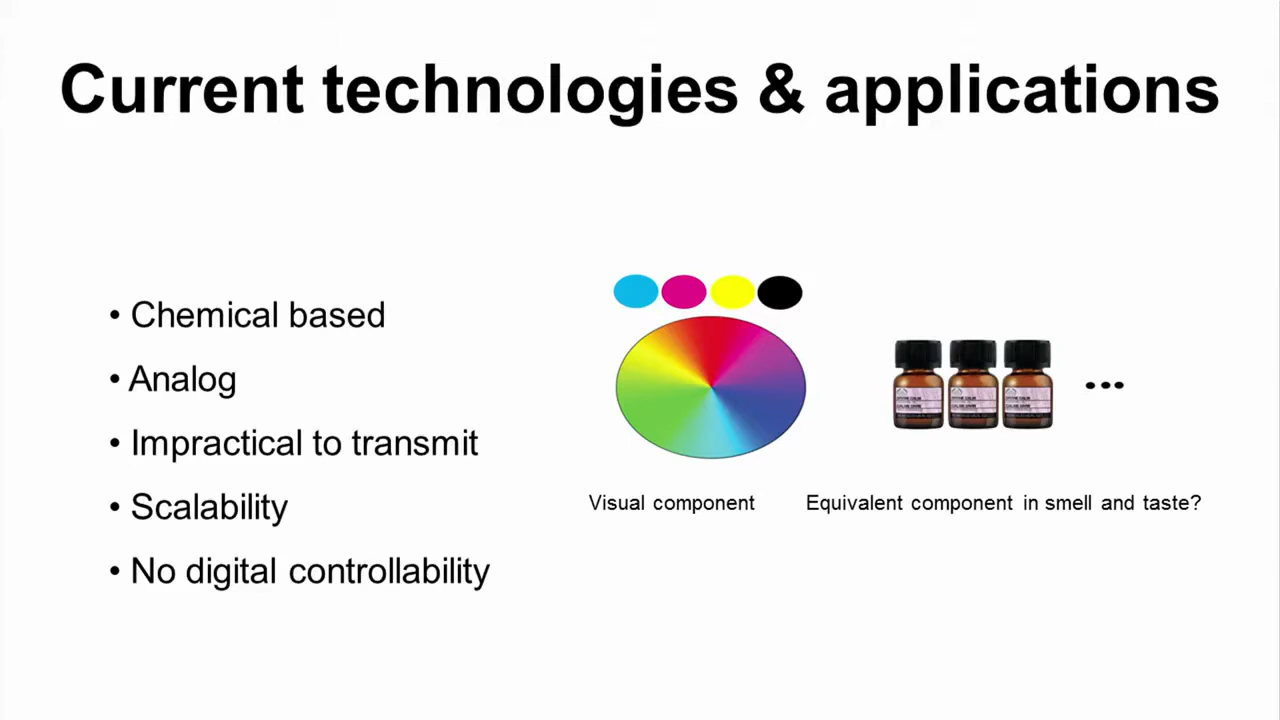 Current technologies & applications
• Chemical based
• Analog
• Impractical to transmit
• Scalability
• No digital controllability
Visual component
Equivalent component in smell and taste?